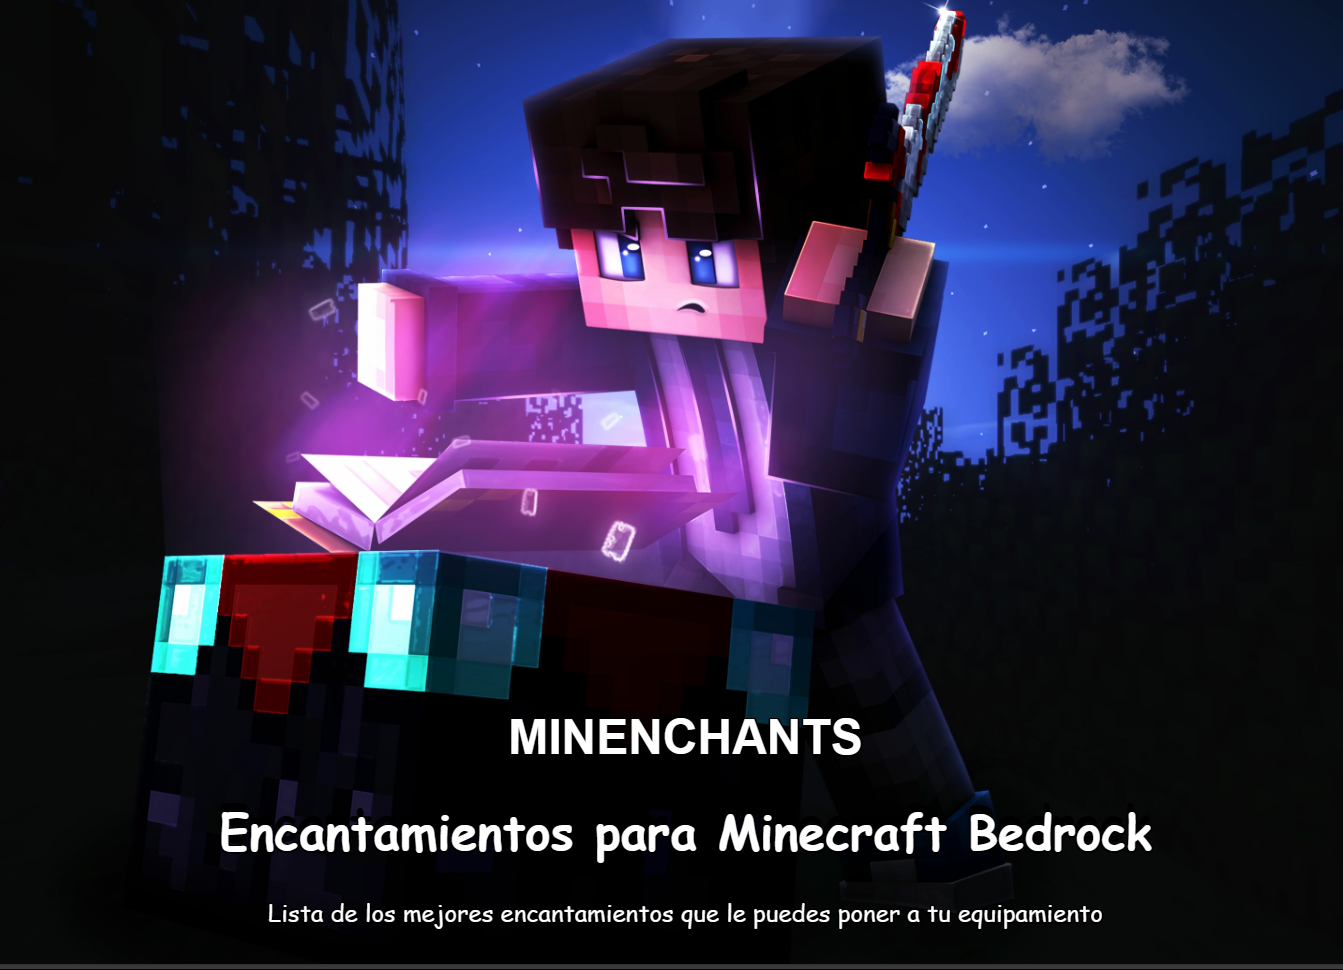 MINENCHANTS
Encantamientos para Minecraft Bedrock
Lista de los mejores encantamientos que le puedes poner a tu equipamiento